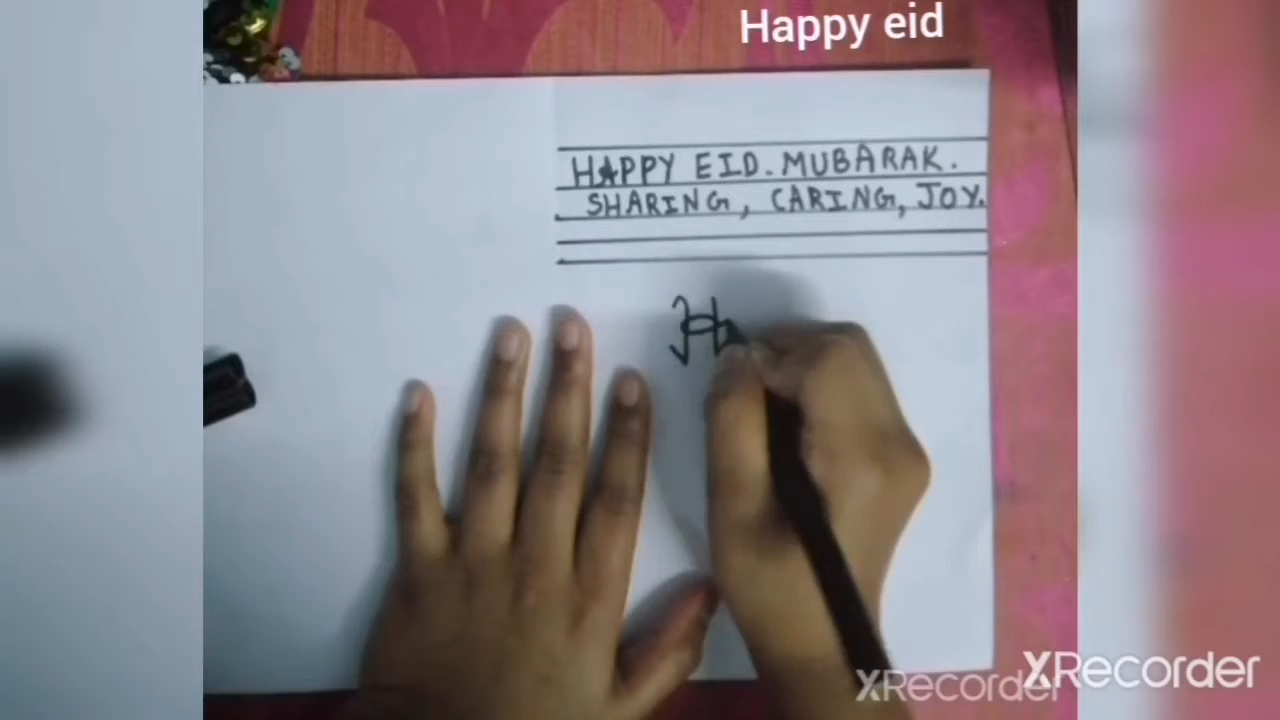 Happy eid
HAPPY EID. MUBARAK.
SHARING, CARING, JOY.
H
XRecorder
XRecorder